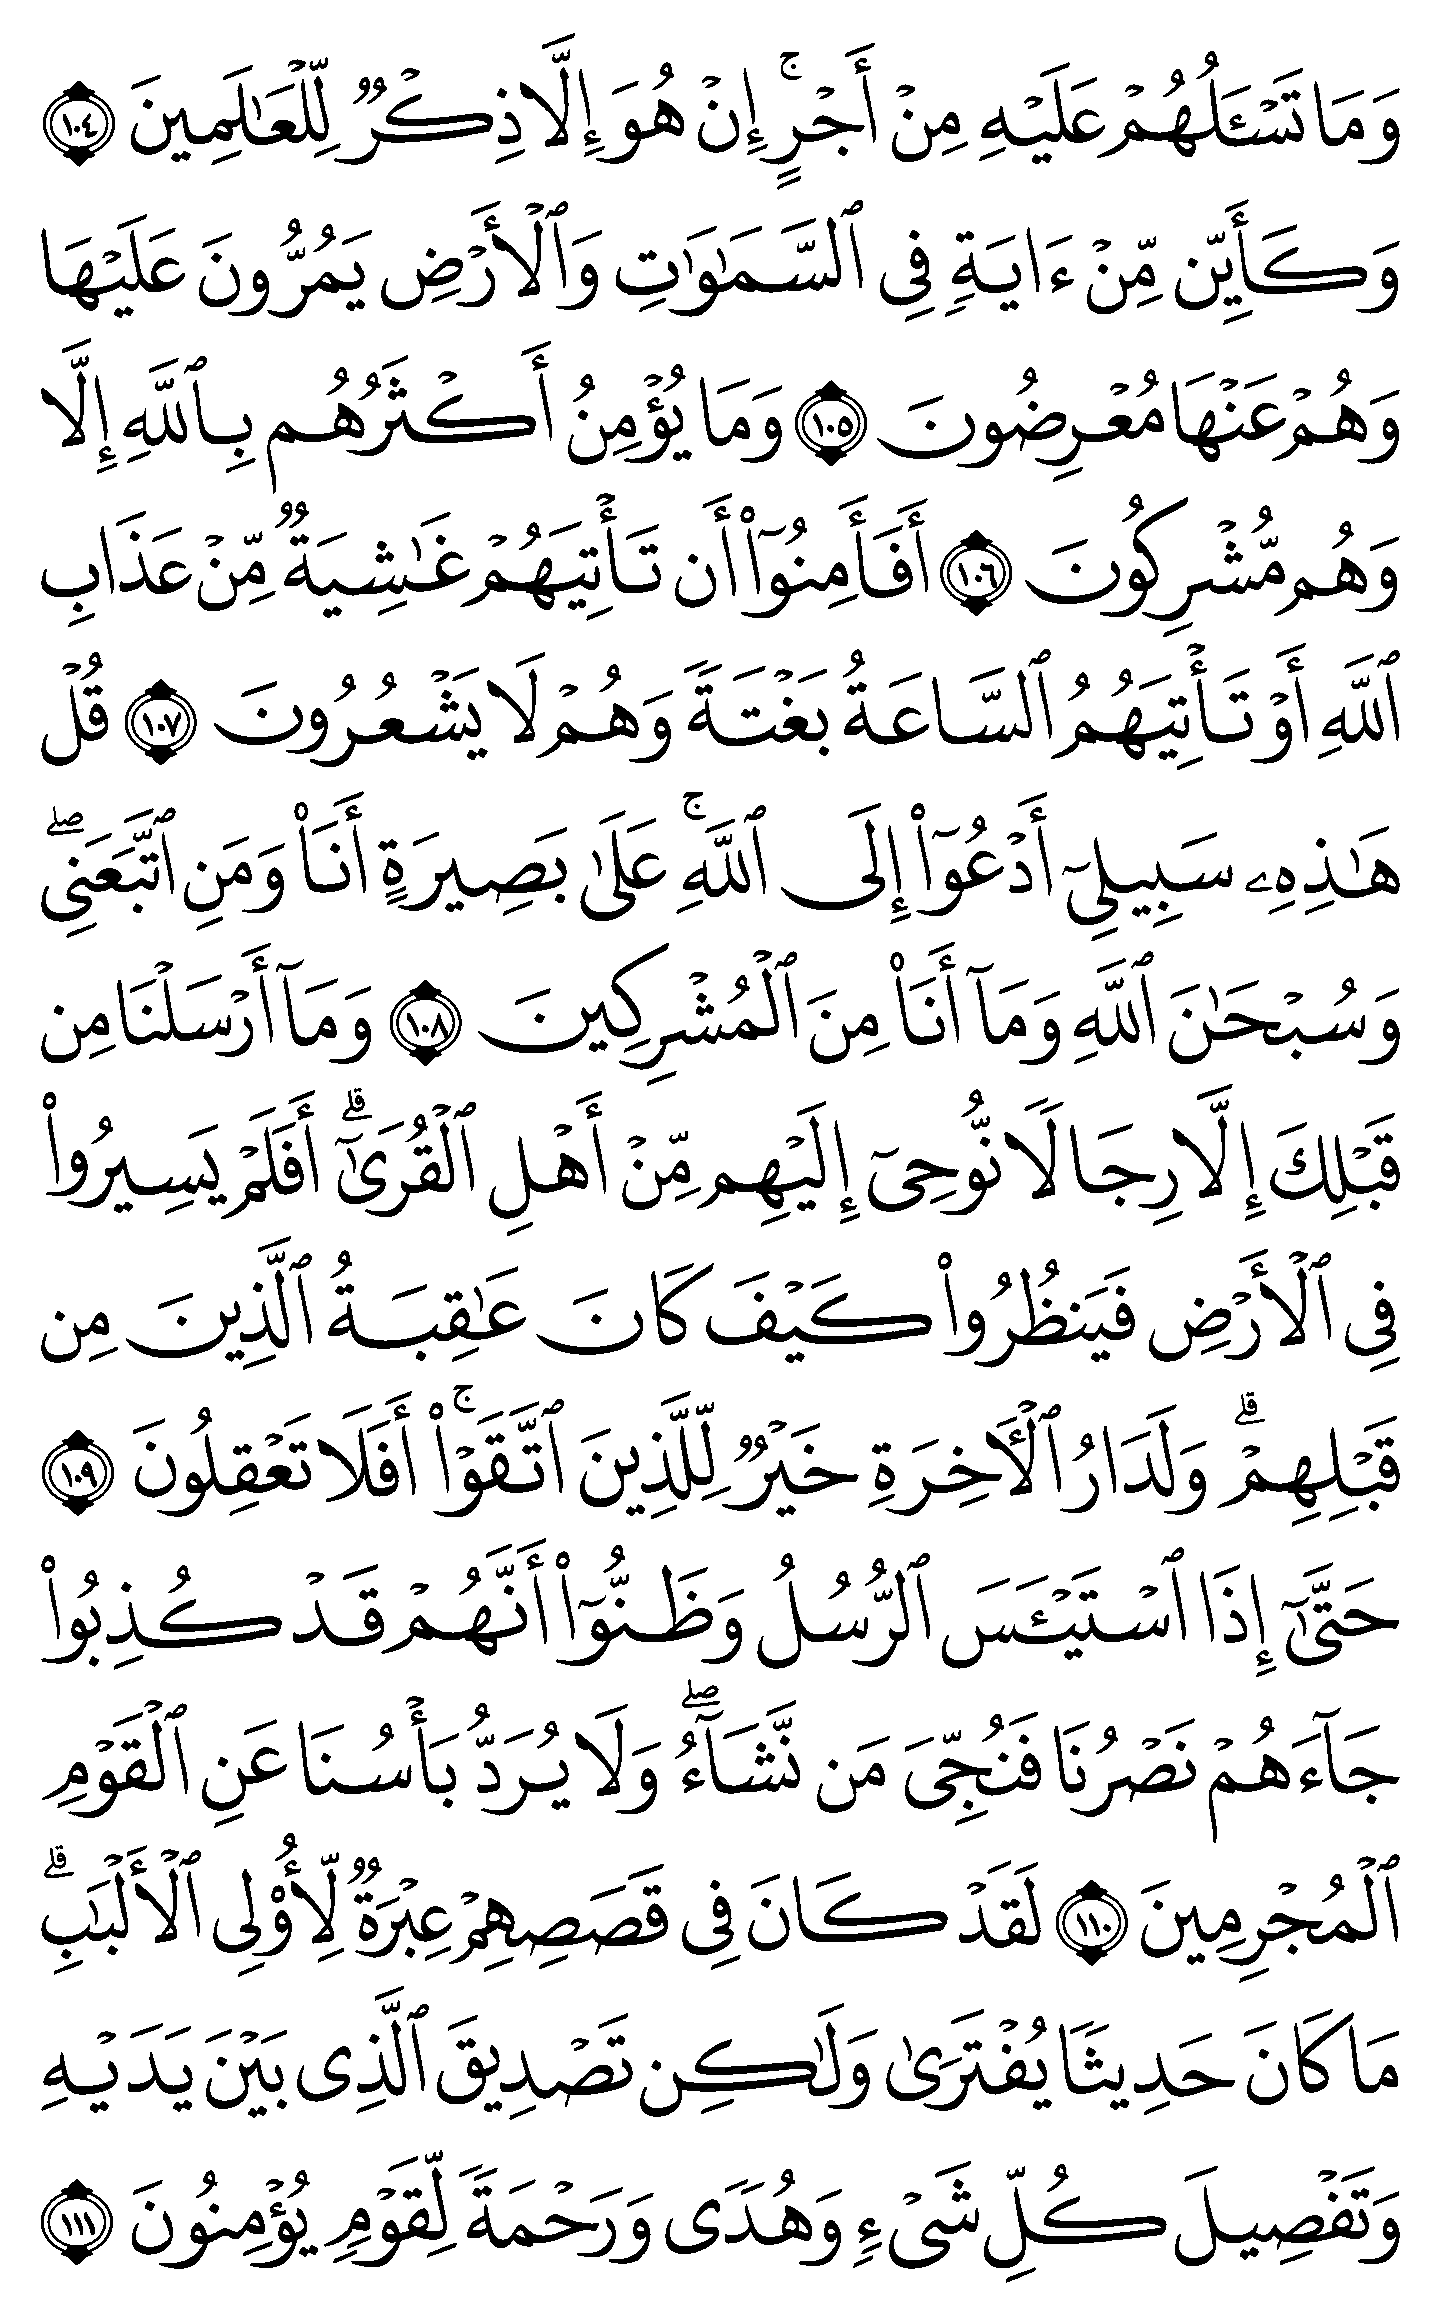 وَمَا تَسْـَٔلُهُمْ عَلَيْهِ مِنْ أَجْرٍ ۚ إِنْ هُوَ إِلَّا ذِكْرٌ لِّلْعَـٰلَمِينَ ١٠٤
وَكَأَيِّن مِّنْ ءَايَةٍ فِى ٱلسَّمَـٰوَٰتِ وَٱلْأَرْضِ يَمُرُّونَ عَلَيْهَا
وَهُمْ عَنْهَا مُعْرِضُونَ ١٠٥ وَمَا يُؤْمِنُ أَكْثَرُهُم بِٱللَّهِ إِلَّا
وَهُم مُّشْرِكُونَ ١٠٦ أَفَأَمِنُوٓا۟ أَن تَأْتِيَهُمْ غَـٰشِيَةٌ مِّنْ عَذَابِ
ٱللَّهِ أَوْ تَأْتِيَهُمُ ٱلسَّاعَةُ بَغْتَةً وَهُمْ لَا يَشْعُرُونَ ١٠٧ قُلْ
هَـٰذِهِۦ سَبِيلِىٓ أَدْعُوٓا۟ إِلَى ٱللَّهِ ۚ عَلَىٰ بَصِيرَةٍ أَنَا۠ وَمَنِ ٱتَّبَعَنِى ۖ
وَسُبْحَـٰنَ ٱللَّهِ وَمَآ أَنَا۠ مِنَ ٱلْمُشْرِكِينَ ١٠٨ وَمَآ أَرْسَلْنَا مِن
قَبْلِكَ إِلَّا رِجَالًا نُّوحِىٓ إِلَيْهِم مِّنْ أَهْلِ ٱلْقُرَىٰٓ ۗ أَفَلَمْ يَسِيرُوا۟
فِى ٱلْأَرْضِ فَيَنظُرُوا۟ كَيْفَ كَانَ عَـٰقِبَةُ ٱلَّذِينَ مِن
قَبْلِهِمْ ۗ وَلَدَارُ ٱلْـَٔاخِرَةِ خَيْرٌ لِّلَّذِينَ ٱتَّقَوْا۟ ۚ أَفَلَا تَعْقِلُونَ ١٠٩
حَتَّىٰٓ إِذَا ٱسْتَيْـَٔسَ ٱلرُّسُلُ وَظَنُّوٓا۟ أَنَّهُمْ قَدْ كُذِبُوا۟
جَآءَهُمْ نَصْرُنَا فَنُجِّىَ مَن نَّشَآءُ ۖ وَلَا يُرَدُّ بَأْسُنَا عَنِ ٱلْقَوْمِ
ٱلْمُجْرِمِينَ ١١٠ لَقَدْ كَانَ فِى قَصَصِهِمْ عِبْرَةٌ لِّأُو۟لِى ٱلْأَلْبَـٰبِ ۗ
مَا كَانَ حَدِيثًا يُفْتَرَىٰ وَلَـٰكِن تَصْدِيقَ ٱلَّذِى بَيْنَ يَدَيْهِ
وَتَفْصِيلَ كُلِّ شَىْءٍ وَهُدًى وَرَحْمَةً لِّقَوْمٍ يُؤْمِنُونَ ١١١